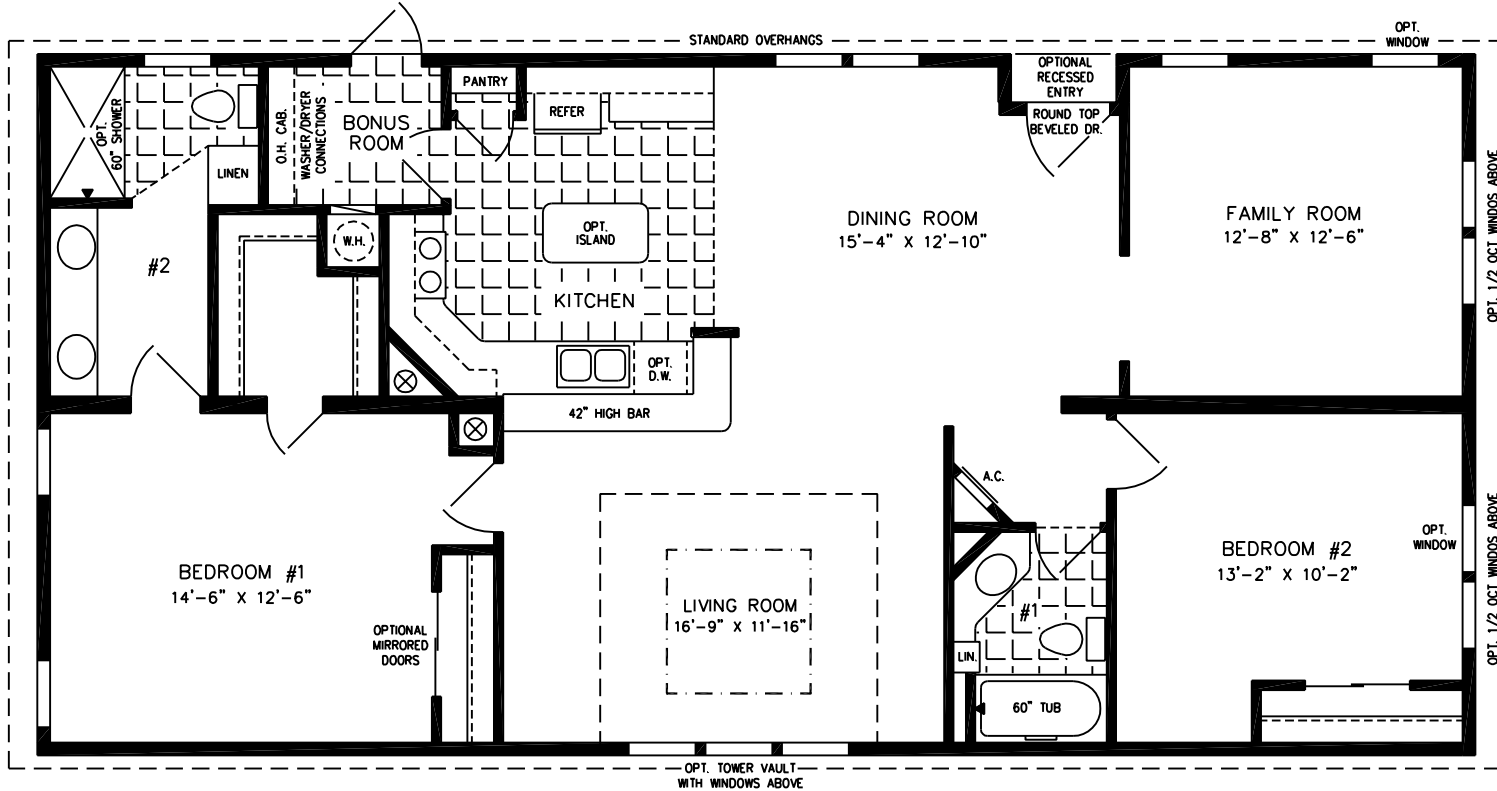 STANDARD OVERHANGS
OPT.
WINDOW
OPT.
60" SHOWER
LINEN
#2
O.H. CAB.
WASHER/DRYER
CONNECTIONS
BONUS
ROOM
W.H.
PANTRY
REFER
OPT.
ISLAND
KITCHEN
OPT.
D.W.
42" HIGH BAR
DINING ROOM
15'-4" X 12'-10"
OPTIONAL
RECESSED
ENTRY
ROUND TOP
BEVELED DR.
FAMILY ROOM
12'-8" X 12'-6"
OPT. 1/2 OCT WINDOS ABOVE
BEDROOM #1
14'-6" X 12'-6"
OPTIONAL
MIRRORED
DOORS
LIVING ROOM
16'-9" X 11'-16"
A.C.
#1
LIN.
60" TUB
BEDROOM #2
13'-2" X 10'-2"
OPT.
WINDOW
OPT. 1/2 OCT WINDOS ABOVE
OPT. TOWER VAULT
WITH WINDOWS ABOVE